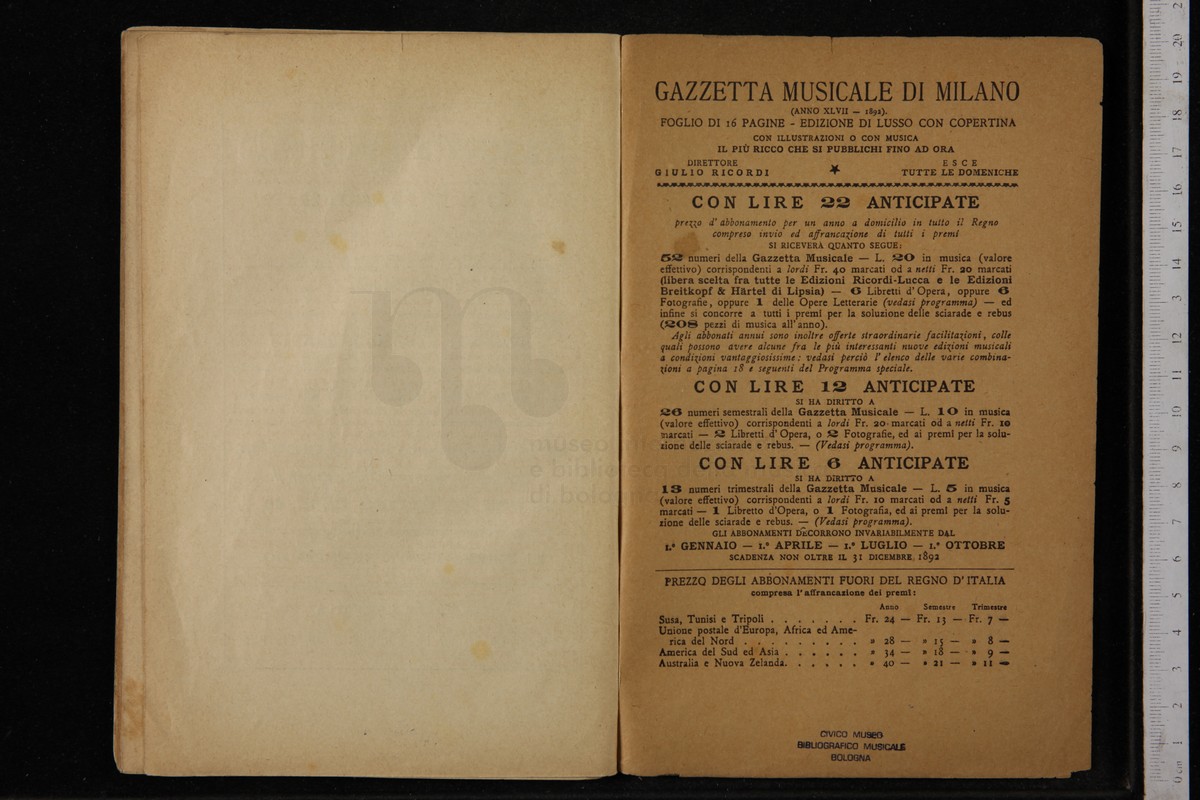 GAZZETTA MUSICALE DI MILANO
(ANNO XLVII — 1892).
FOGLIO DI 16 PAGINE - EDIZIONE DI LUSSO CON COPERTINA
CON ILLUSTRAZIONI O CON MUSICA
IL PIÙ RICCO CHE SI PUBBLICHI FINO AD ORA
DIRETTORE
GIULIO RICORDI
ESCE
TUTTE LE DOMENICHE
CON LIRE 22 ANTICIPATE
prezzo d'abbonamento per un anno a domicilio in tutto il Regno
compreso invio ed affrancazione di tutti i premi
SI RICEVERÀ QUANTO SEGUE:
52 numeri della Gazzetta Musicale — L. 20 in musica (valore
effettivo) corrispondenti a lordi Fr. 40 marcati od a netti Fr. 20 marcati
(libera scelta fra tutte le Edizioni Ricordi-Lucca e le Edizioni
Breitkopf & Härtel di Lipsia) — 6 Libretti d'Opera, oppure 6
Fotografie, oppure 1 delle Opere Letterarie (vedasi programma) — ed
infine si concorre a tutti i premî per la soluzione delle sciarade e rebus
(208 pezzi di musica all'anno).
Agli abbonati annui sono inoltre offerte straordinarie facilitazioni, colle
quali possono avere alcune fra le più interessanti nuove edizioni musicali
a condizioni vantaggiosissime: vedasi perciò l'elenco delle varie combina-
zioni a pagina 18 e seguenti del Programma speciale.
CON LIRE 12 ANTICIPATE
SI HA DIRITTO A
26 numeri semestrali della Gazzetta Musicale — L. 10 in musica
(valore effettivo) corrispondenti a lordi Fr. 20 marcati od a netti Fr. 10
marcati — 2 Libretti d'Opera, o 2 Fotografie, ed ai premî per la solu-
zione delle sciarade e rebus. — (Vedasi programma).
CON LIRE 6 ANTICIPATE
SI HA DIRITTO A
13 numeri trimestrali della Gazzetta Musicale — L. 5 in musica
(valore effettivo) corrispondenti a lordi Fr. 10 marcati od a netti Fr. 5
marcati — 1 Libretto d'Opera, o 1 Fotografia, ed ai premî per la solu-
zione delle sciarade e rebus. — (Vedasi programma).
GLI ABBONAMENTI DECORRONO INVARIABILMENTE DAL
1.° GENNAIO — 1.° APRILE — 1.° LUGLIO — 1.° OTTOBRE
SCADENZA NON OLTRE IL 31 DICEMBRE 1892
PREZZO DEGLI ABBONAMENTI FUORI DEL REGNO D'ITALIA
compresa l'affrancazione dei premî:
Anno Semestre Trimestre
Susa, Tunisi e Tripoli . . . . . . . Fr. 24 — Fr. 13 — Fr. 7 —
Unione postale d'Europa, Africa ed Ame-
rica del Nord . . . . . . . . . » 28 — » 15 — » 8 —
America del Sud ed Asia . . . . . . » 34 — » 18 — » 9 —
Australia e Nuova Zelanda. . . . . . » 40 — » 21 — » 11 —
CIVICO MUSEO
BIBLIOGRAFICO MUSICALE
BOLOGNA